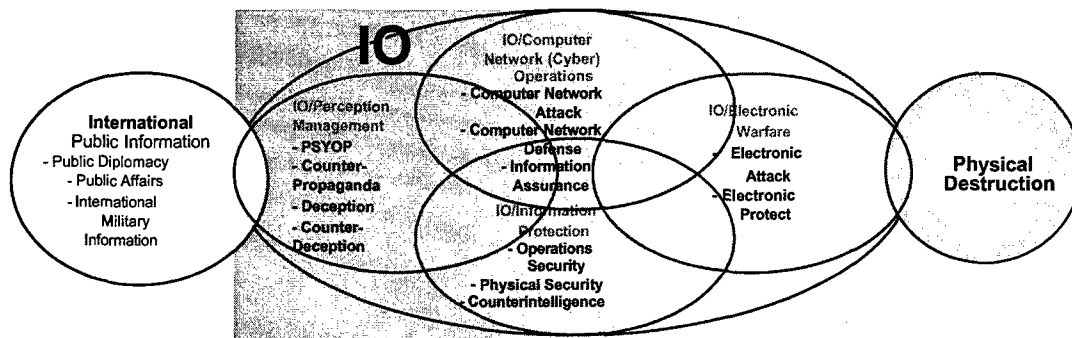 IO
International
Public Information
- Public Diplomacy
- Public Affairs
- International
Military
Information
IO/Perception
Management
- PSYOP
- Counter-
Propaganda
- Deception
- Counter-
Deception
IO/Computer
Network (Cyber)
Operations
- Computer Network
Attack
- Computer Network
Defense
- Information
Assurance
IO/Information
Protection
- Operations
Security
- Physical Security
- Counterintelligence
IO/Electronic
Warfare
- Electronic
Attack
- Electronic
Protect
Physical
Destruction